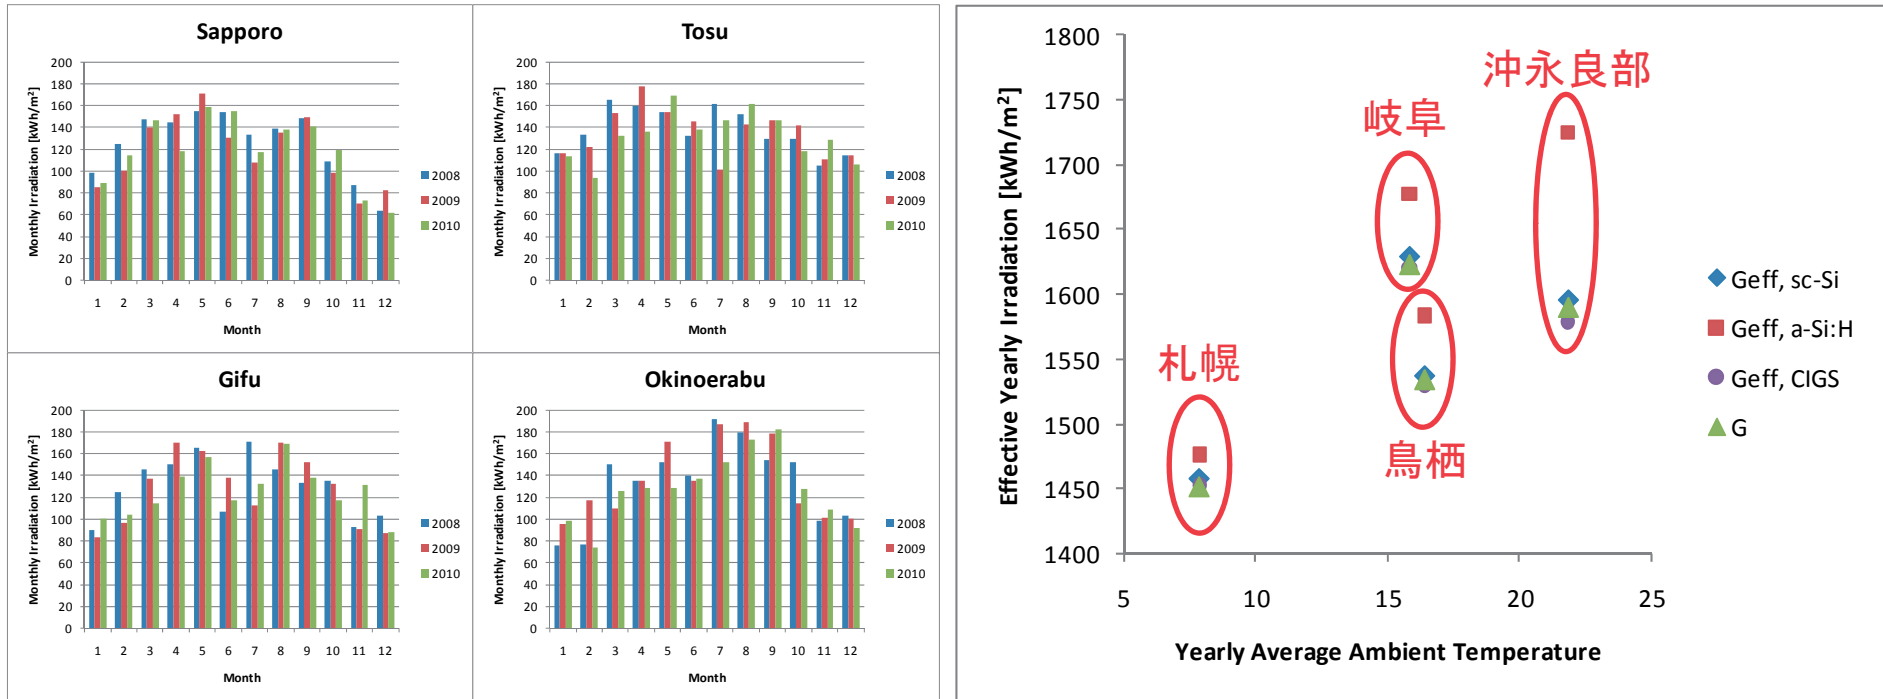 Sapporo
Monthly Irradiation [kWh/m²]
200
180
160
140
120
100
80
60
40
20
0
1 2 3 4 5 6 7 8 9 10 11 12
Month
2008
2009
2010
Tosu
Monthly Irradiation [kWh/m²]
200
180
160
140
120
100
80
60
40
20
0
1 2 3 4 5 6 7 8 9 10 11 12
Month
2008
2009
2010
Gifu
Monthly Irradiation [kWh/m²]
200
180
160
140
120
100
80
60
40
20
0
1 2 3 4 5 6 7 8 9 10 11 12
Month
2008
2009
2010
Okinoerabu
Monthly Irradiation [kWh/m²]
200
180
160
140
120
100
80
60
40
20
0
1 2 3 4 5 6 7 8 9 10 11 12
Month
2008
2009
2010
Effective Yearly Irradiation [kWh/m²]
1800
1750
1700
1650
1600
1550
1500
1450
1400
5 10 15 20 25
Yearly Average Ambient Temperature
沖永良部
岐阜
札幌
鳥栖
Geff, sc-Si
Geff, a-Si:H
Geff, CIGS
G